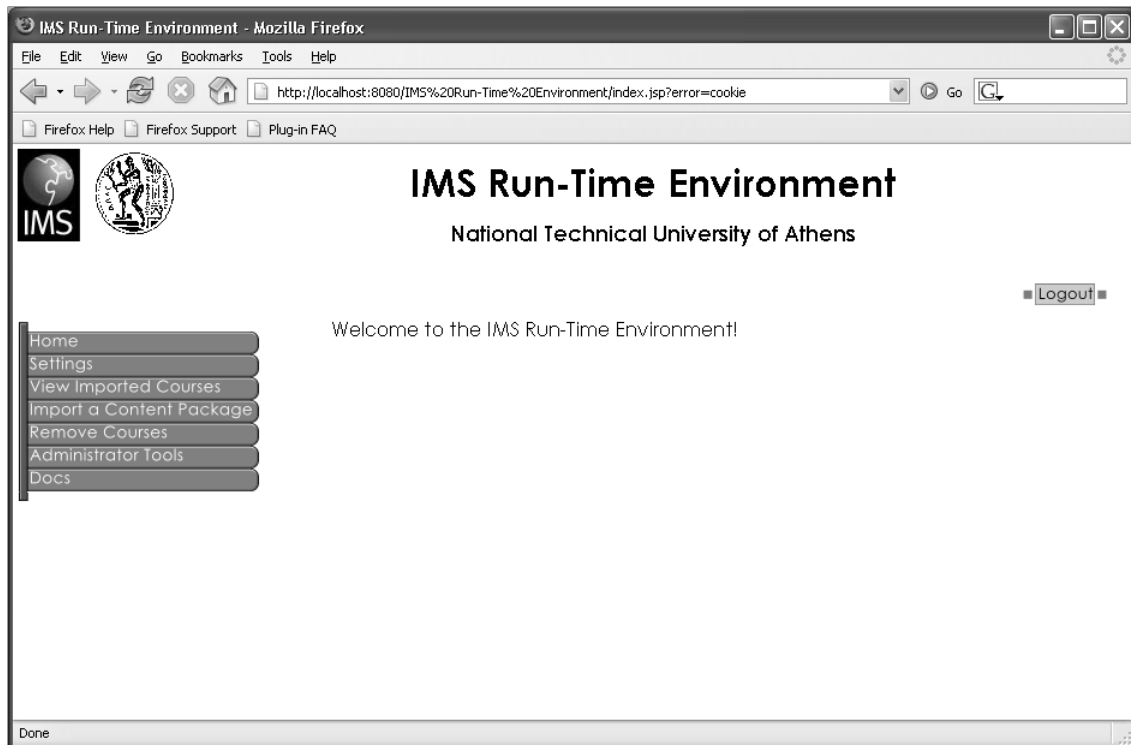 IMS Run-Time Environment - Mozilla Firefox
File Edit View Go Bookmarks Tools Help
http://localhost:8080/IMS%20Run-Time%20Environment/index.jsp?error=cookie Go G
Firefox Help Firefox Support Plug-in FAQ
IMS
IMS Run-Time Environment
National Technical University of Athens
Logout
Welcome to the IMS Run-Time Environment!
Home
Settings
View Imported Courses
Import a Content Package
Remove Courses
Administrator Tools
Docs
Done